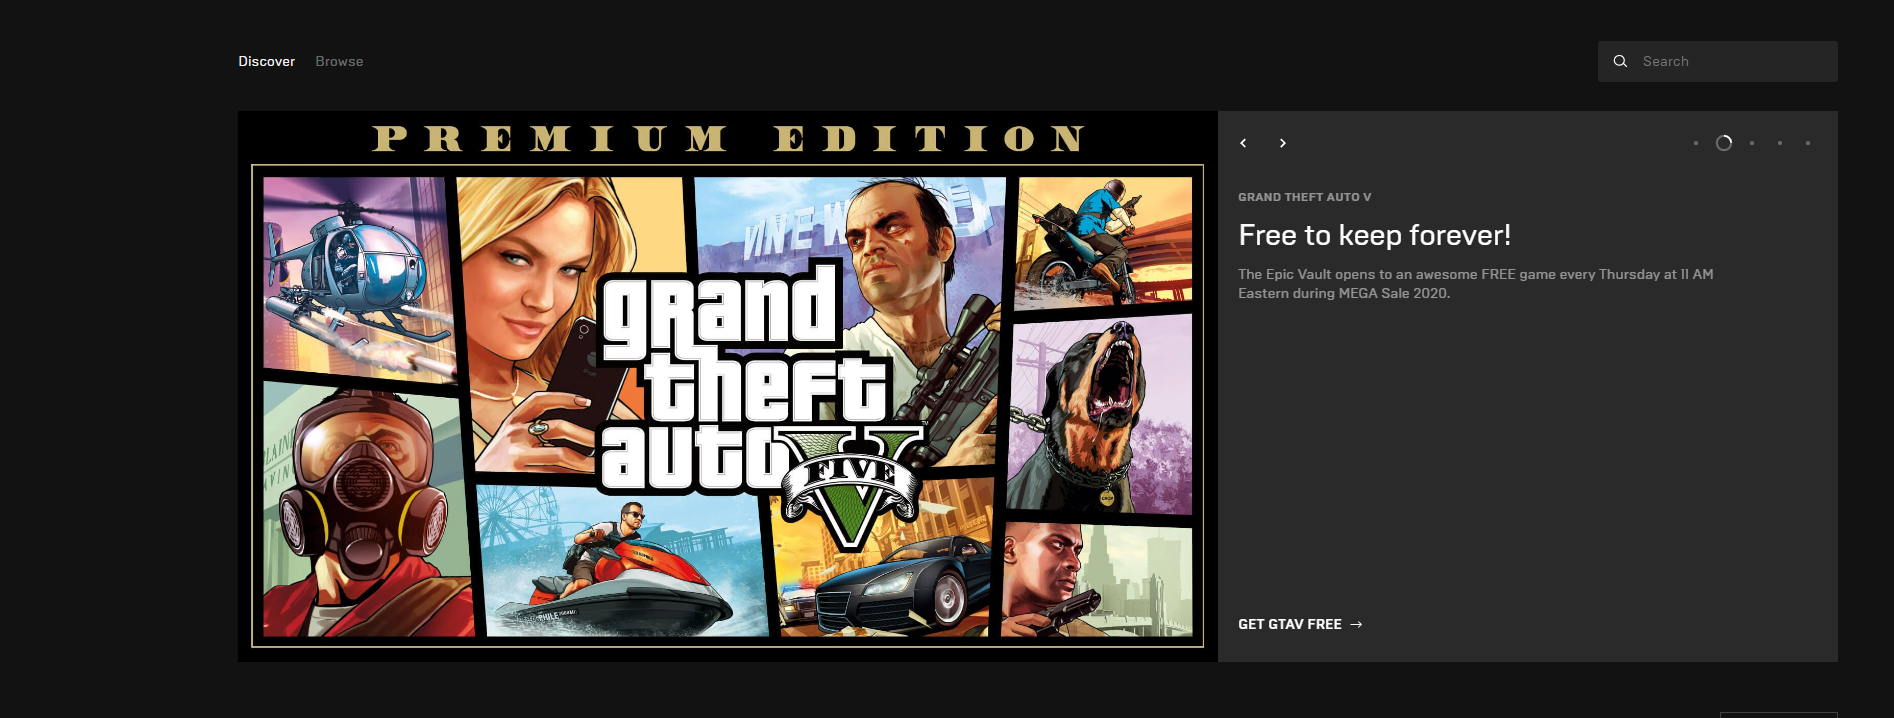 Discover Browse
Search
PREMIUM EDITION
VINEW
grand
theft
auto V
FIVE
GRAND THEFT AUTO V
Free to keep forever!
The Epic Vault opens to an awesome FREE game every Thursday at 11 AM
Eastern during MEGA Sale 2020.
GET GTAV FREE →